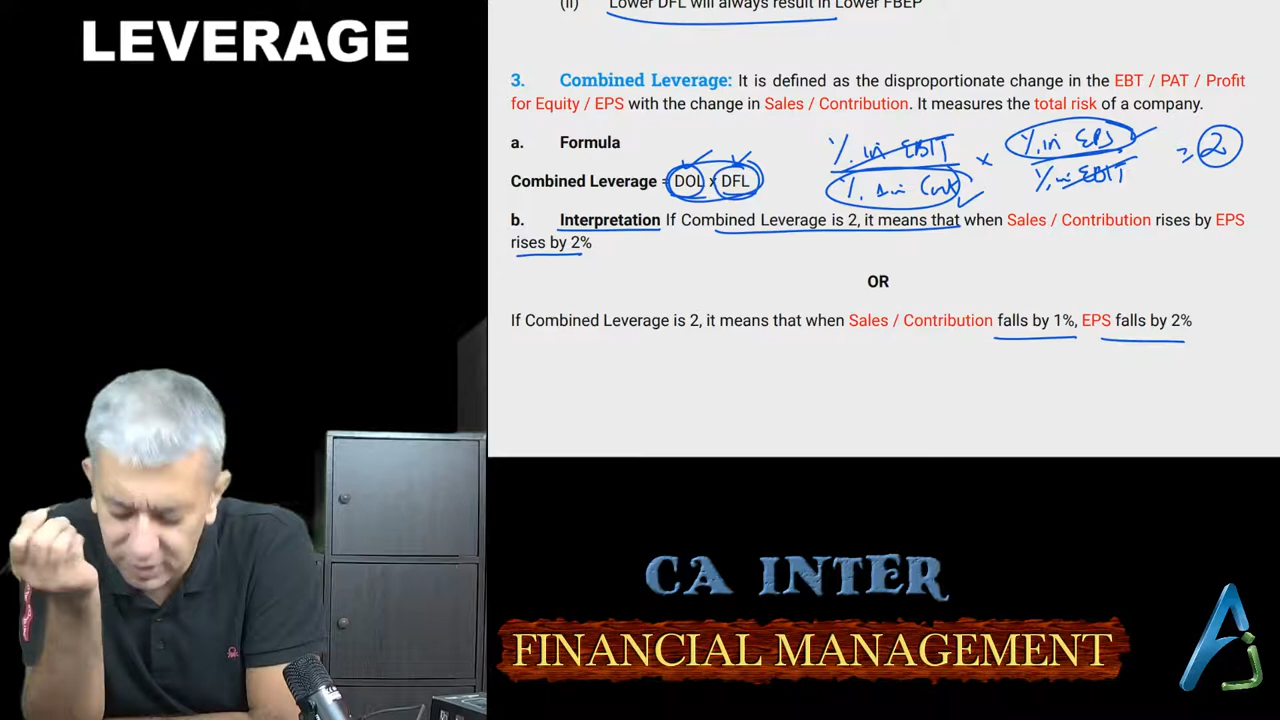 LEVERAGE
(ii) Lower DFL will always result in Lower FBEP
3. Combined Leverage: It is defined as the disproportionate change in the EBT / PAT / Profit
for Equity / EPS with the change in Sales / Contribution. It measures the total risk of a company.
a. Formula
% in EBIT × % in EPS = 2
% Δ in Cont % in EBIT
Combined Leverage = DOL x DFL
b. Interpretation If Combined Leverage is 2, it means that when Sales / Contribution rises by EPS
rises by 2%
OR
If Combined Leverage is 2, it means that when Sales / Contribution falls by 1%, EPS falls by 2%
CA INTER
FINANCIAL MANAGEMENT